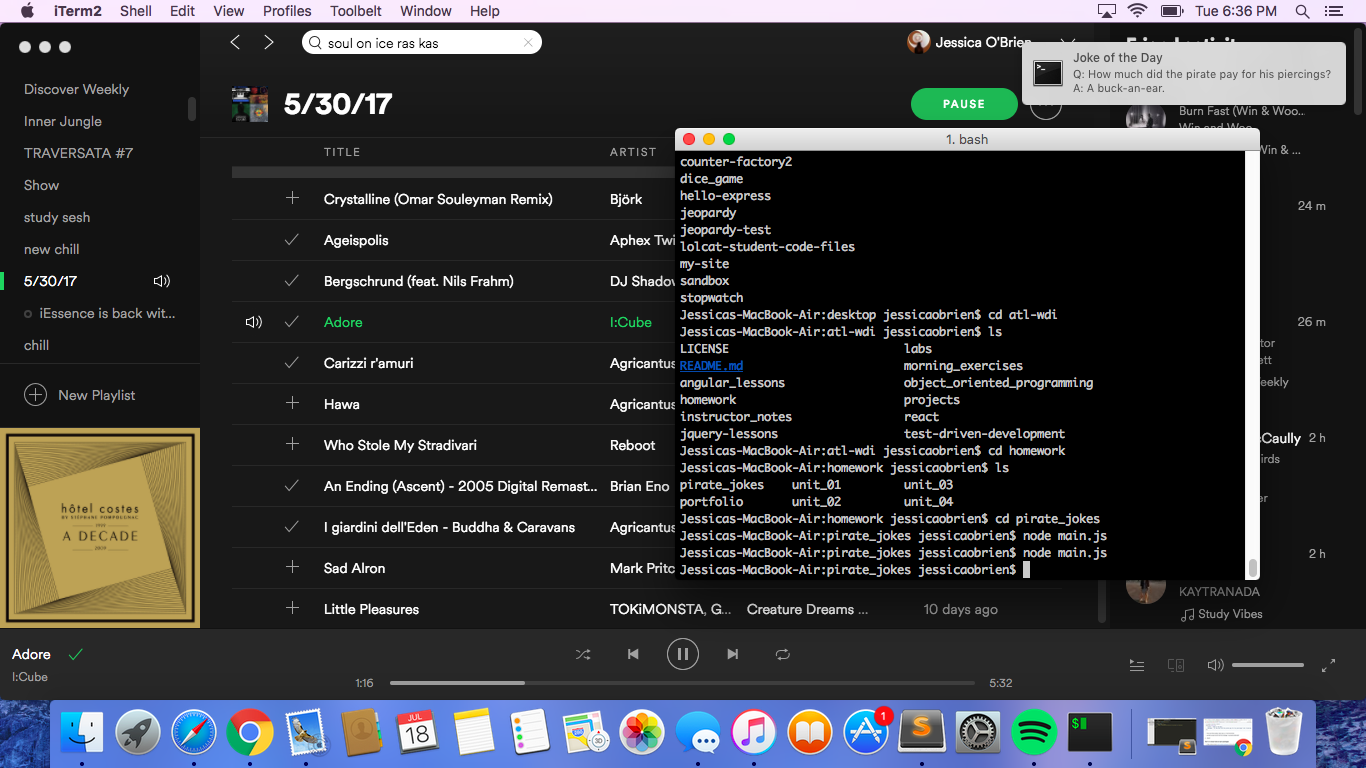 iTerm2 Shell Edit View Profiles Toolbelt Window Help
Tue 6:36 PM
soul on ice ras kas
Jessica O'Brien
Joke of the Day
Q: How much did the pirate pay for his piercings?
A: A buck-an-ear.
Discover Weekly
Inner Jungle
TRAVERSATA #7
Show
study sesh
new chill
5/30/17
iEssence is back wit...
chill
New Playlist
hôtel costes
BY STEPHANE POMPOUGNAC
1999
A DECADE
2009
5/30/17
PAUSE
TITLE ARTIST
Crystalline (Omar Souleyman Remix) Björk
Ageispolis Aphex Twi
Bergschrund (feat. Nils Frahm) DJ Shadow
Adore I:Cube
Carizzi r'amuri Agricantus
Hawa Agricantus
Who Stole My Stradivari Reboot
An Ending (Ascent) - 2005 Digital Remast... Brian Eno
I giardini dell'Eden - Buddha & Caravans Agricantus
Sad Alron Mark Pritc
Little Pleasures TOKiMONSTA, G... Creature Dreams ... 10 days ago
1. bash
counter-factory2
dice_game
hello-express
jeopardy
jeopardy-test
lolcat-student-code-files
my-site
sandbox
stopwatch
Jessicas-MacBook-Air:desktop jessicaobrien$ cd atl-wdi
Jessicas-MacBook-Air:atl-wdi jessicaobrien$ ls
LICENSE labs
README.md morning_exercises
angular_lessons object_oriented_programming
homework projects
instructor_notes react
jquery-lessons test-driven-development
Jessicas-MacBook-Air:atl-wdi jessicaobrien$ cd homework
Jessicas-MacBook-Air:homework jessicaobrien$ ls
pirate_jokes unit_01 unit_03
portfolio unit_02 unit_04
Jessicas-MacBook-Air:homework jessicaobrien$ cd pirate_jokes
Jessicas-MacBook-Air:pirate_jokes jessicaobrien$ node main.js
Jessicas-MacBook-Air:pirate_jokes jessicaobrien$ node main.js
Jessicas-MacBook-Air:pirate_jokes jessicaobrien$
Burn Fast (Win & Woo...
Win and Woo
Win & ...
24 m
26 m
tor
ett
eekly
cCaully 2 h
irds
er
2 h
KAYTRANADA
Study Vibes
Adore
I:Cube
1:16
5:32
JUL
18
1